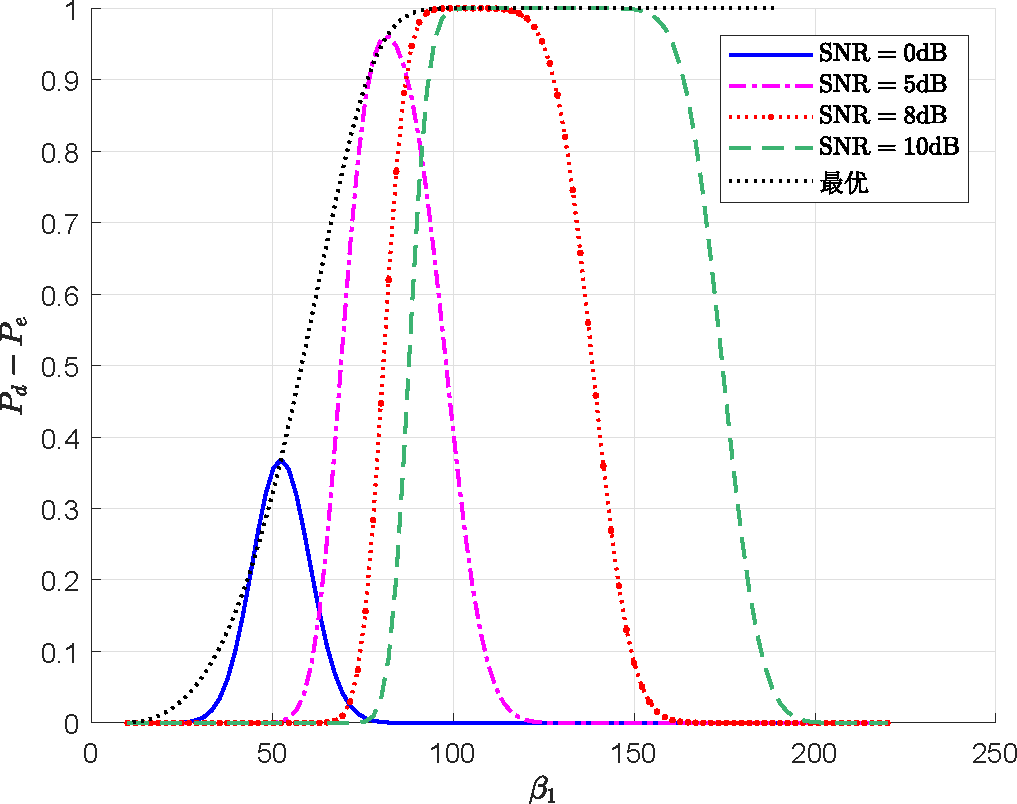 1
0.9
0.8
0.7
0.6
0.5
0.4
0.3
0.2
0.1
0
P_d − P_e
0
50
100
150
200
250
β_1
SNR = 0dB
SNR = 5dB
SNR = 8dB
SNR = 10dB
最优